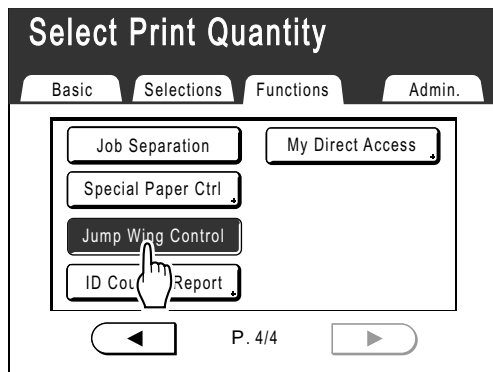 Select Print Quantity
Basic Selections Functions Admin.
Job Separation My Direct Access
Special Paper Ctrl
Jump Wing Control
ID Cou Report
P. 4/4